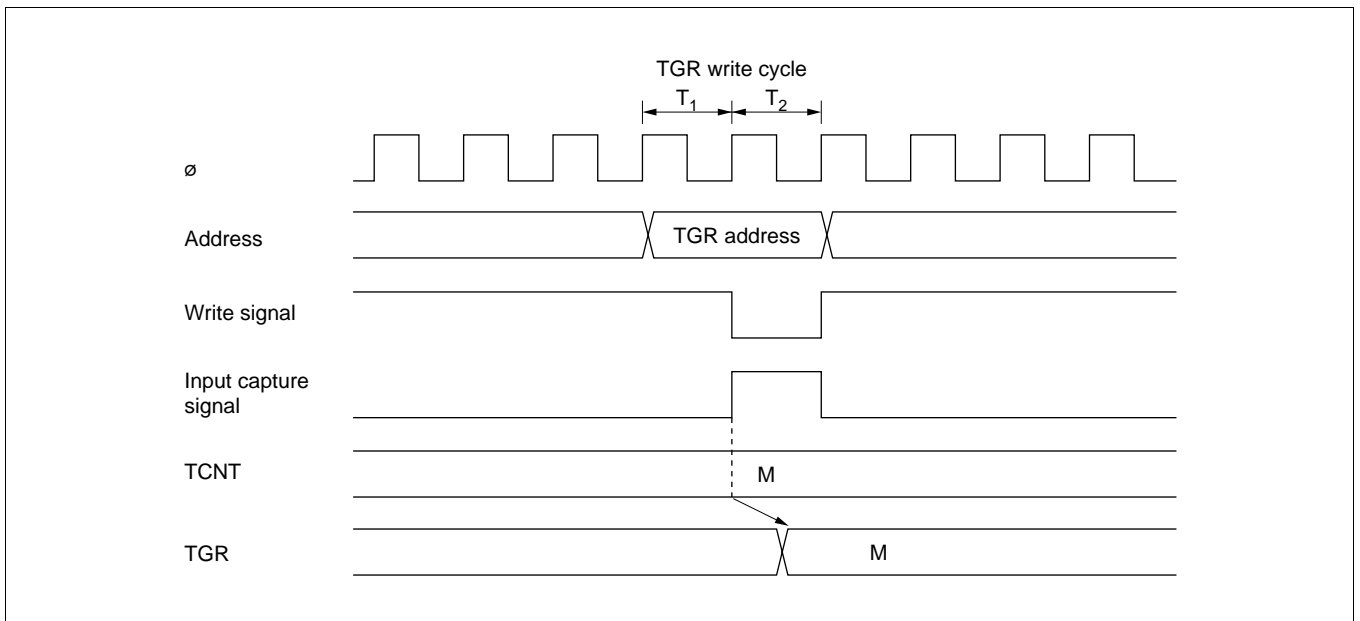 TGR write cycle
T1 T2
ø
Address
TGR address
Write signal
Input capture
signal
TCNT
M
TGR
M